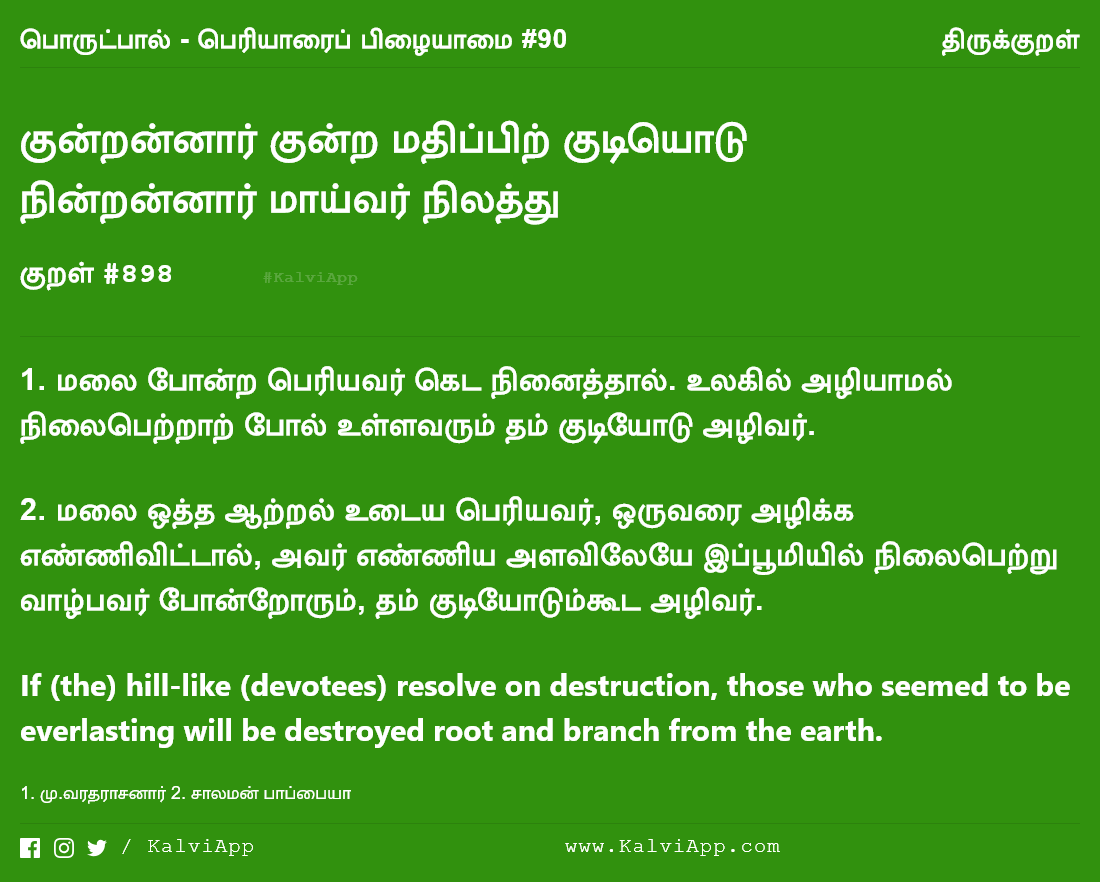 பொருட்பால் - பெரியாரைப் பிழையாமை #90 திருக்குறள்
குன்றன்னார் குன்ற மதிப்பிற் குடியொடு
நின்றன்னார் மாய்வர் நிலத்து
குறள் #898 #KalviApp
1. மலை போன்ற பெரியவர் கெட நினைத்தால். உலகில் அழியாமல்
நிலைபெற்றாற் போல் உள்ளவரும் தம் குடியோடு அழிவர்.
2. மலை ஒத்த ஆற்றல் உடைய பெரியவர், ஒருவரை அழிக்க
எண்ணிவிட்டால், அவர் எண்ணிய அளவிலேயே இப்பூமியில் நிலைபெற்று
வாழ்பவர் போன்றோரும், தம் குடியோடும்கூட அழிவர்.
If (the) hill-like (devotees) resolve on destruction, those who seemed to be
everlasting will be destroyed root and branch from the earth.
1. மு.வரதராசனார் 2. சாலமன் பாப்பையா
/ KalviApp www.KalviApp.com